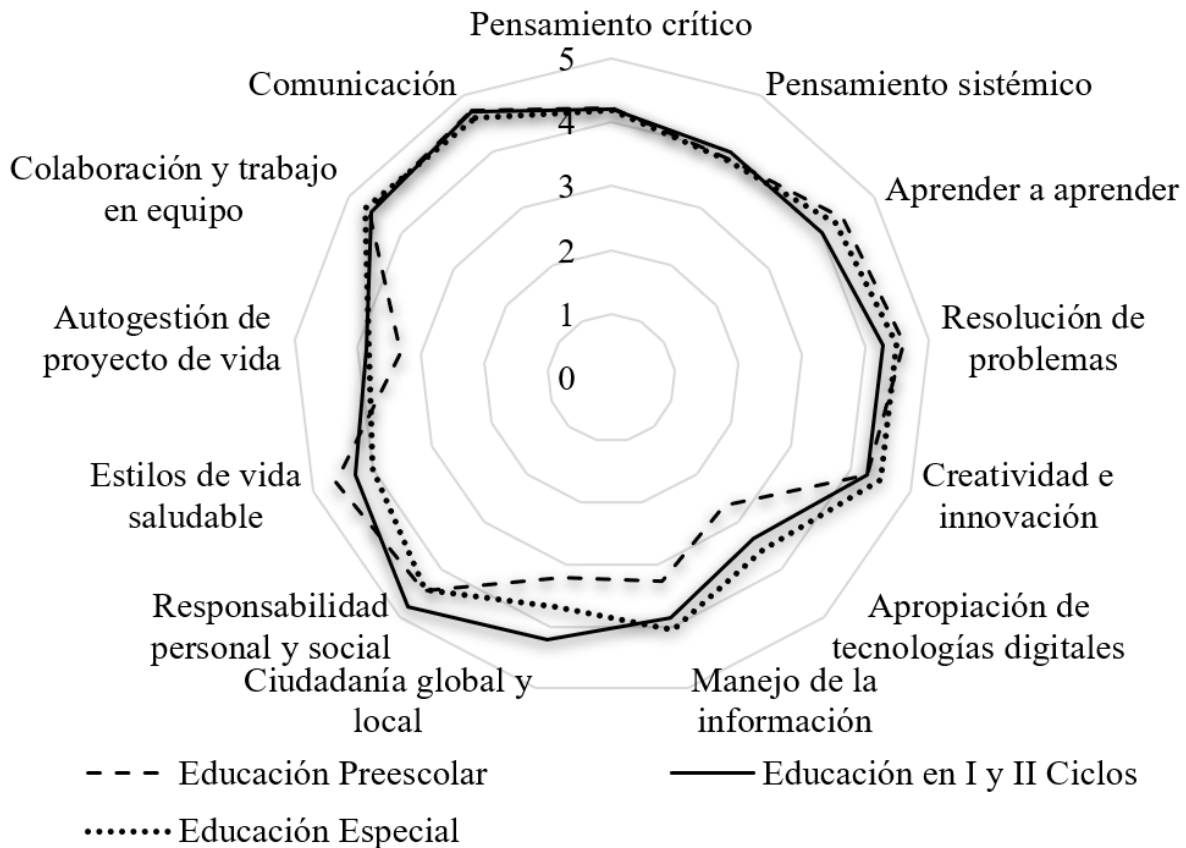 Pensamiento crítico
Pensamiento sistémico
Aprender a aprender
Resolución de
problemas
Creatividad e
innovación
Apropiación de
tecnologías digitales
Manejo de la
información
Ciudadanía global y
local
Responsabilidad
personal y social
Estilos de vida
saludable
Autogestión de
proyecto de vida
Colaboración y trabajo
en equipo
Comunicación
5
4
3
2
1
0
Educación Preescolar
Educación en I y II Ciclos
Educación Especial